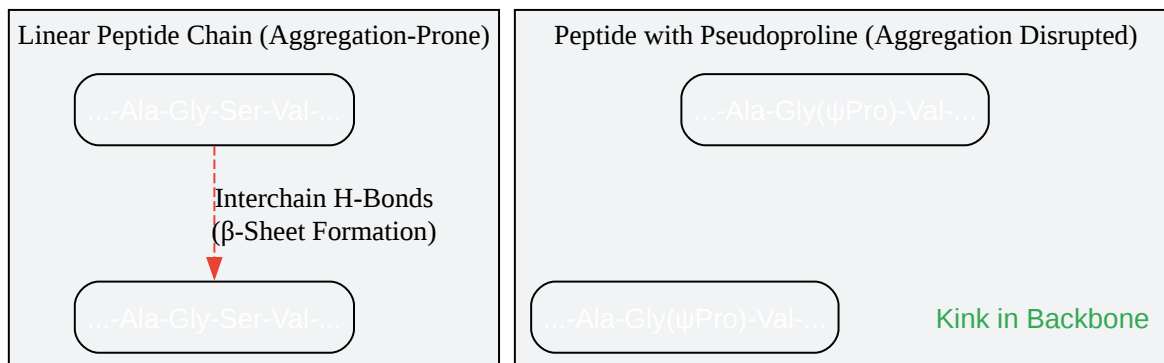 Linear Peptide Chain (Aggregation-Prone)
...-Ala-Gly-Ser-Val-...
Interchain H-Bonds
(β-Sheet Formation)
...-Ala-Gly-Ser-Val-...
Peptide with Pseudoproline (Aggregation Disrupted)
...-Ala-Gly(ψPro)-Val-...
...-Ala-Gly(ψPro)-Val-...
Kink in Backbone